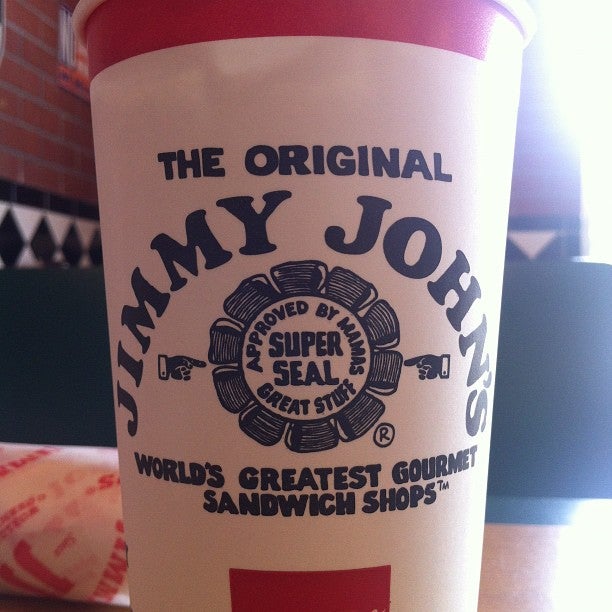 THE ORIGINAL
JIMMY JOHN'S
APPROVED BY MAMAS
SUPER
SEAL
GREAT STUFF
®
WORLD'S GREATEST GOURMET
SANDWICH SHOPS™